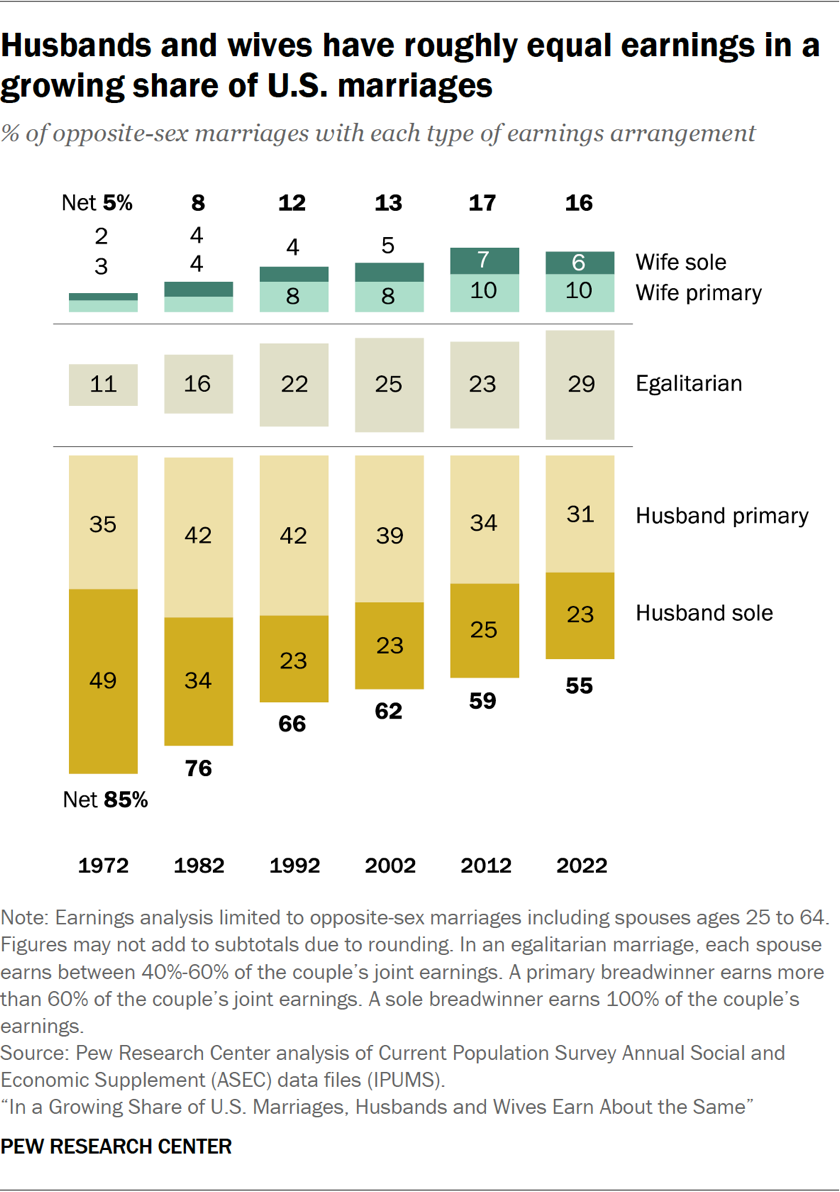 Husbands and wives have roughly equal earnings in a
growing share of U.S. marriages
% of opposite-sex marriages with each type of earnings arrangement
Net 5% 8 12 13 17 16
2 4 4 5 7 6 Wife sole
3 4 8 8 10 10 Wife primary
11 16 22 25 23 29 Egalitarian
35 42 42 39 34 31 Husband primary
49 34 23 23 25 23 Husband sole
Net 85% 76 66 62 59 55
1972 1982 1992 2002 2012 2022
Note: Earnings analysis limited to opposite-sex marriages including spouses ages 25 to 64.
Figures may not add to subtotals due to rounding. In an egalitarian marriage, each spouse
earns between 40%-60% of the couple’s joint earnings. A primary breadwinner earns more
than 60% of the couple’s joint earnings. A sole breadwinner earns 100% of the couple’s
earnings.
Source: Pew Research Center analysis of Current Population Survey Annual Social and
Economic Supplement (ASEC) data files (IPUMS).
“In a Growing Share of U.S. Marriages, Husbands and Wives Earn About the Same”
PEW RESEARCH CENTER